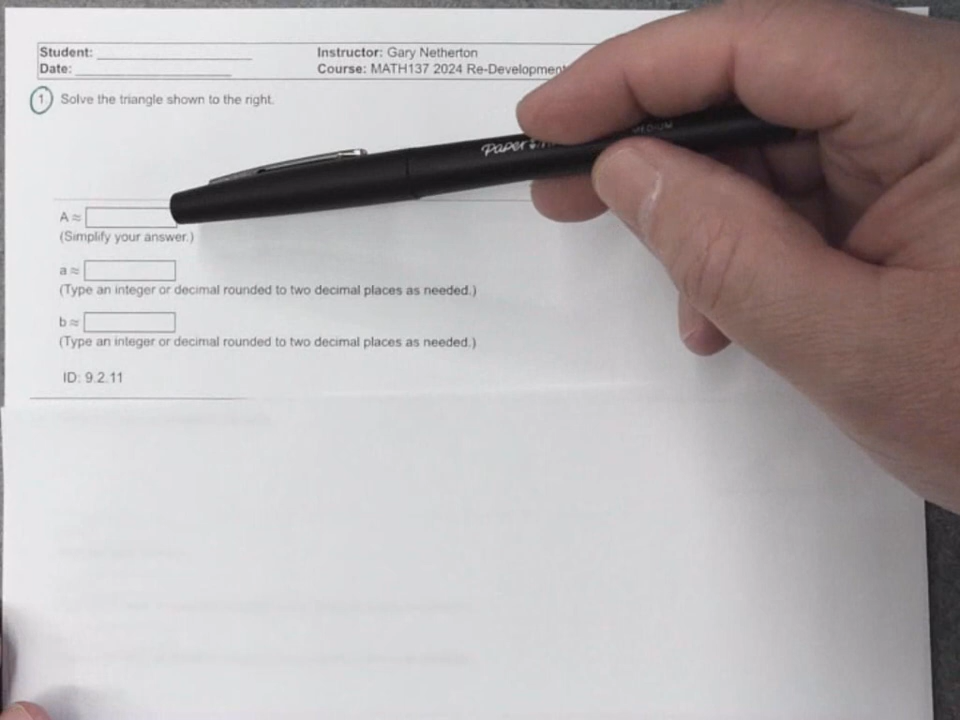 Student:
Instructor: Gary Netherton
Date:
Course: MATH137 2024 Re-Development
1 Solve the triangle shown to the right.
Paper
MEDIUM
A ≈
(Simplify your answer.)
a ≈
(Type an integer or decimal rounded to two decimal places as needed.)
b ≈
(Type an integer or decimal rounded to two decimal places as needed.)
ID: 9.2.11